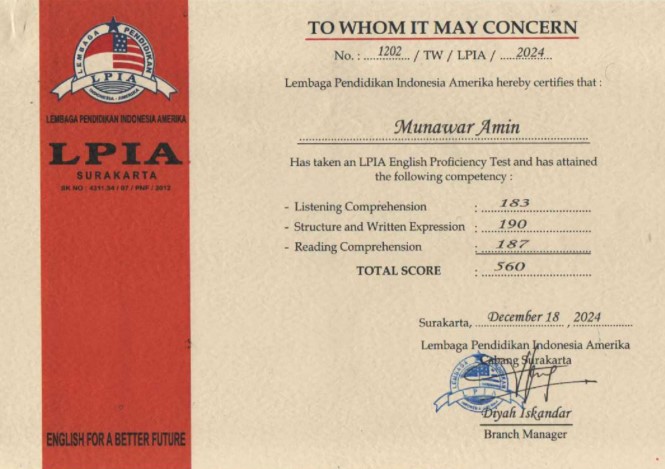 LEMBAGA PENDIDIKAN
LPIA
INDONESIA - AMERIKA
LEMBAGA PENDIDIKAN INDONESIA AMERIKA
LPIA
SURAKARTA
SK NO : 4211.54 / 67 / PNF / 2012
ENGLISH FOR A BETTER FUTURE
TO WHOM IT MAY CONCERN
No. : 1202 / TW / LPIA / 2024
Lembaga Pendidikan Indonesia Amerika hereby certifies that :
Munawar Amin
Has taken an LPIA English Proficiency Test and has attained
the following competency :
- Listening Comprehension : 183
- Structure and Written Expression : 190
- Reading Comprehension : 187
TOTAL SCORE : 560
Surakarta, December 18 , 2024
Lembaga Pendidikan Indonesia Amerika
Cabang Surakarta
Diyah Iskandar
Branch Manager